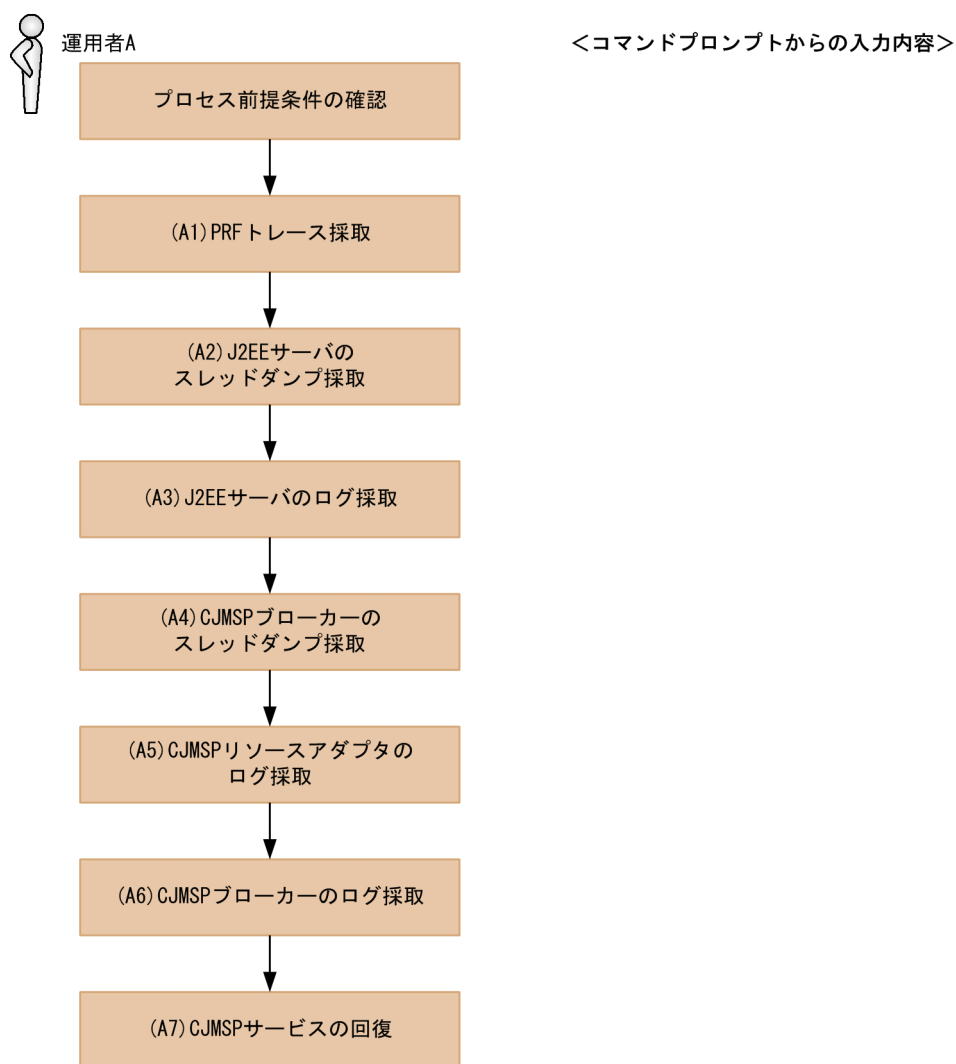 運用者A
＜コマンドプロンプトからの入力内容＞
プロセス前提条件の確認
(A1)PRFトレース採取
(A2)J2EEサーバの
スレッドダンプ採取
(A3)J2EEサーバのログ採取
(A4)CJMSPブローカーの
スレッドダンプ採取
(A5)CJMSPリソースアダプタの
ログ採取
(A6)CJMSPブローカーのログ採取
(A7)CJMSPサービスの回復